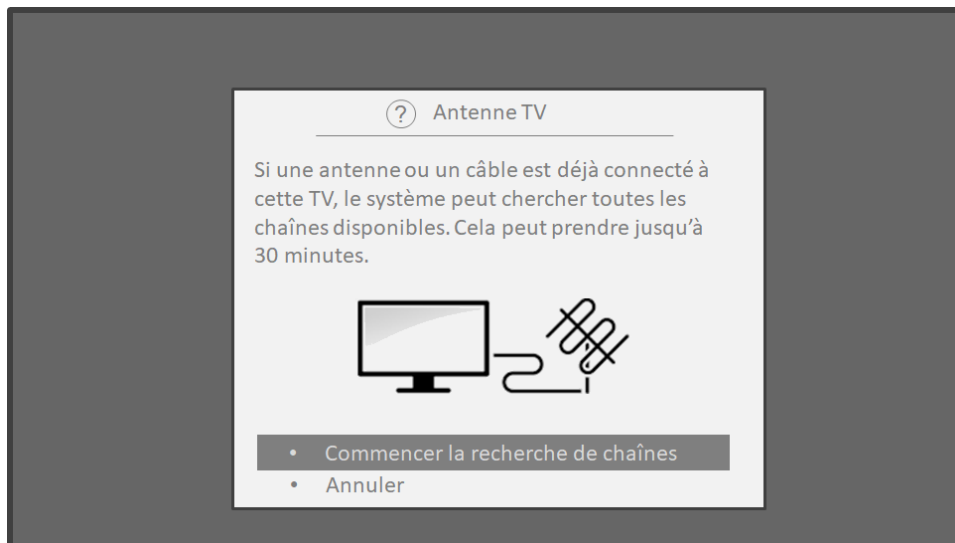 ? Antenne TV
Si une antenne ou un câble est déjà connecté à
cette TV, le système peut chercher toutes les
chaînes disponibles. Cela peut prendre jusqu’à
30 minutes.
• Commencer la recherche de chaînes
• Annuler